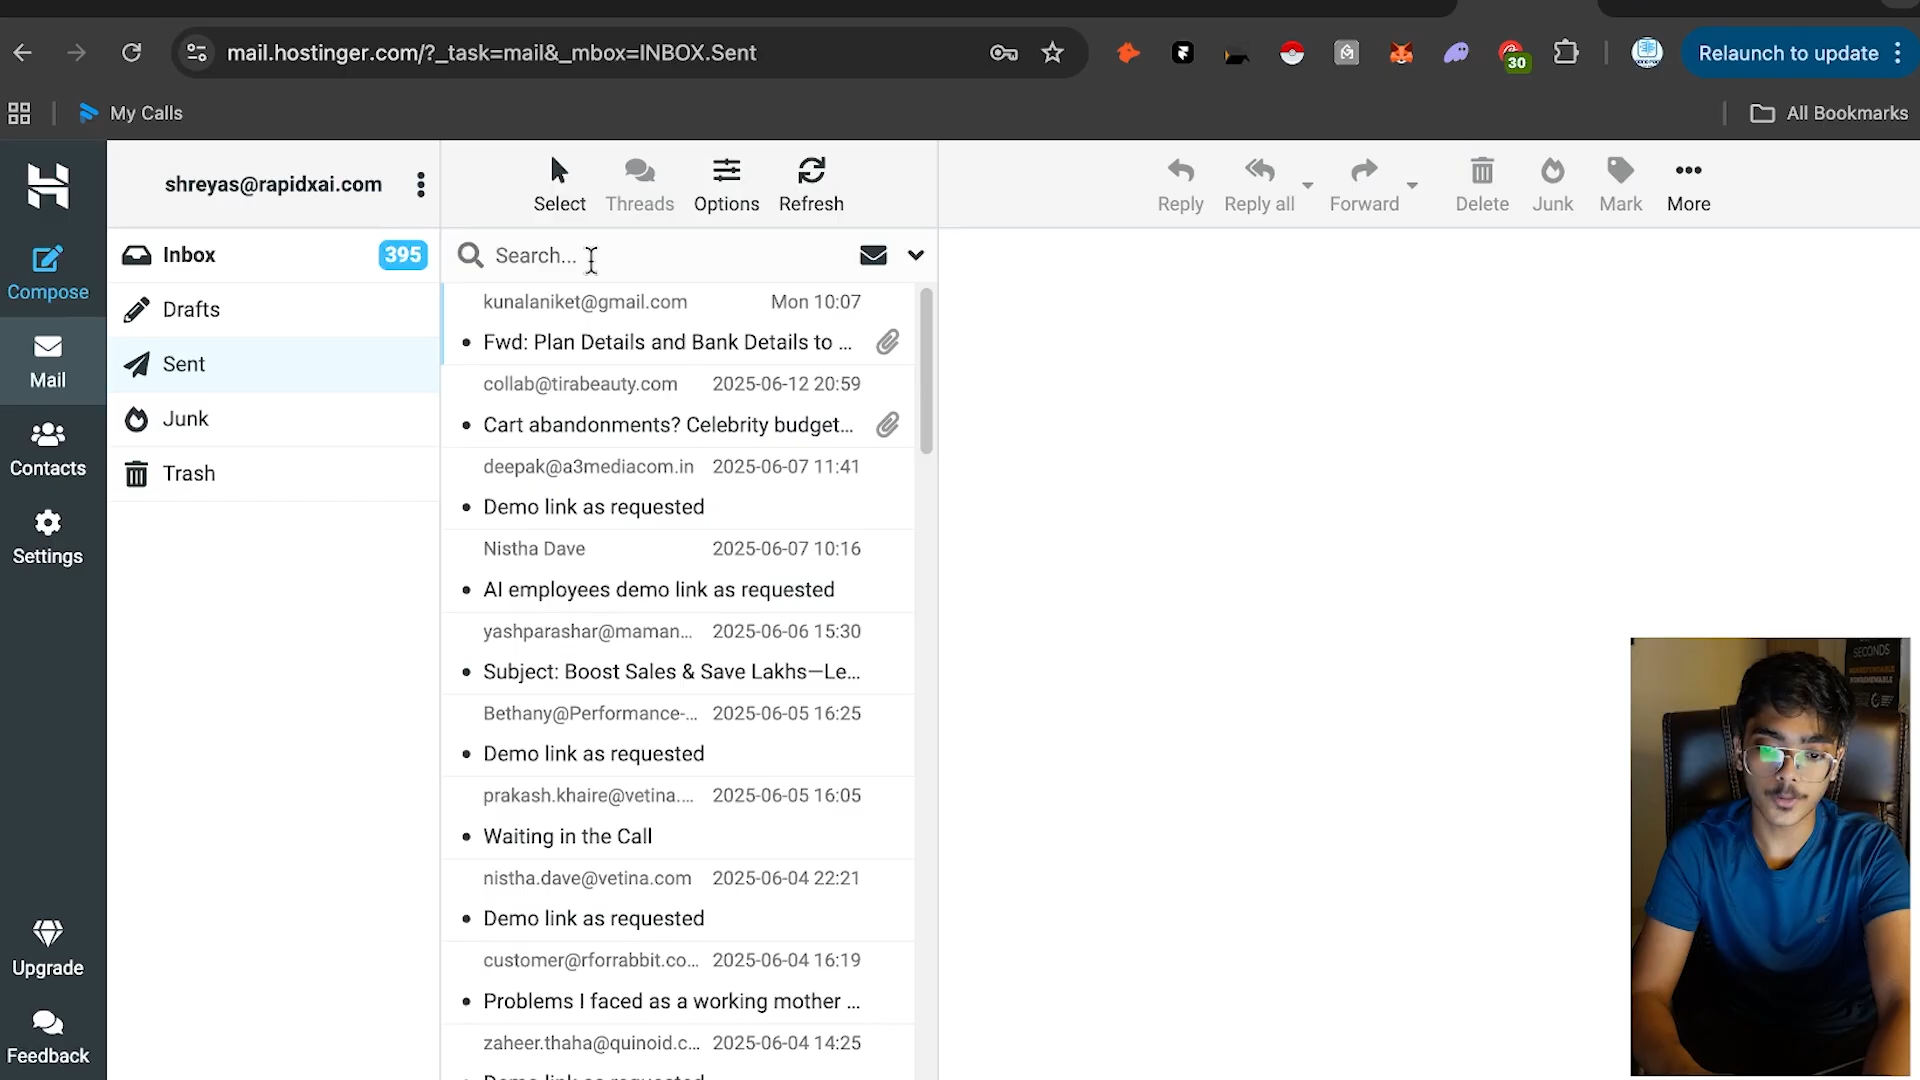 mail.hostinger.com/?_task=mail&_mbox=INBOX.Sent
30
Relaunch to update
My Calls
All Bookmarks
shreyas@rapidxai.com
Select
Threads
Options
Refresh
Reply
Reply all
Forward
Delete
Junk
Mark
More
Compose
Mail
Contacts
Settings
Upgrade
Feedback
Inbox
395
Drafts
Sent
Junk
Trash
Search...
kunalaniket@gmail.com Mon 10:07
Fwd: Plan Details and Bank Details to ...
collab@tirabeauty.com 2025-06-12 20:59
Cart abandonments? Celebrity budget...
deepak@a3mediacom.in 2025-06-07 11:41
Demo link as requested
Nistha Dave 2025-06-07 10:16
AI employees demo link as requested
yashparashar@maman... 2025-06-06 15:30
Subject: Boost Sales & Save Lakhs—Le...
Bethany@Performance-... 2025-06-05 16:25
Demo link as requested
prakash.khaire@vetina.... 2025-06-05 16:05
Waiting in the Call
nistha.dave@vetina.com 2025-06-04 22:21
Demo link as requested
customer@rforrabbit.co... 2025-06-04 16:19
Problems I faced as a working mother ...
zaheer.thaha@quinoid.c... 2025-06-04 14:25
Demo link as requested
SECONDS